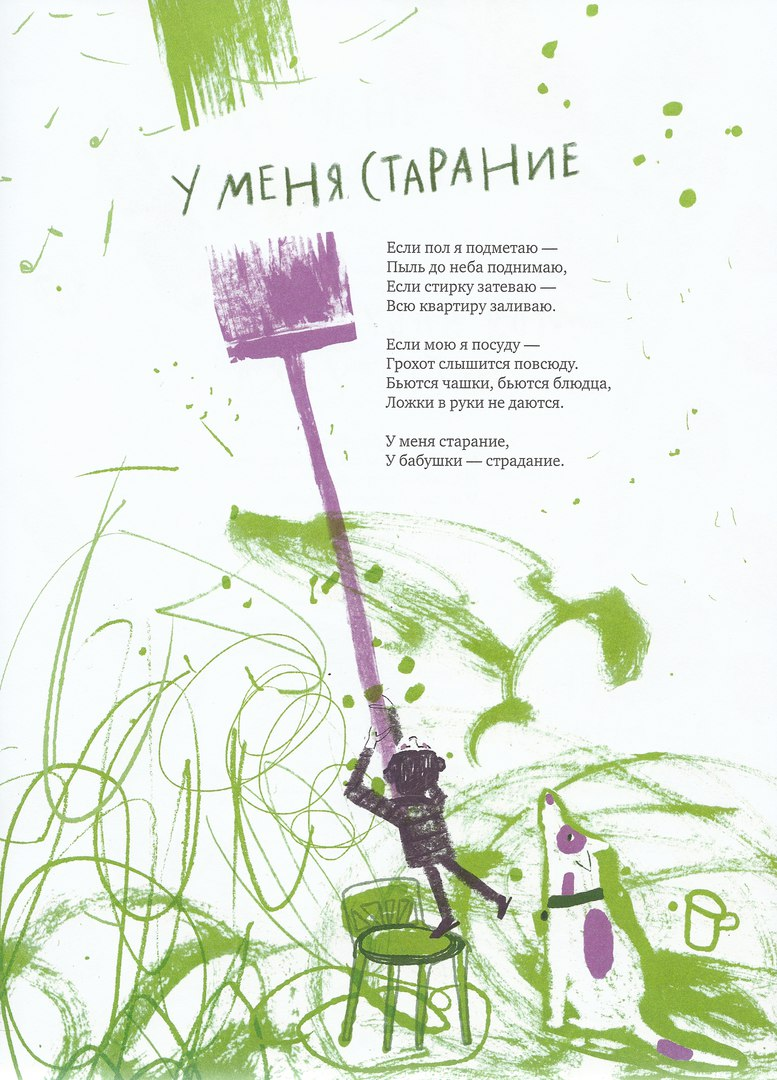 У МЕНЯ СТАРАНИЕ
Если пол я подметаю —
Пыль до неба поднимаю,
Если стирку затеваю —
Всю квартиру заливаю.
Если мою я посуду —
Грохот слышится повсюду.
Бьются чашки, бьются блюдца,
Ложки в руки не даются.
У меня старание,
У бабушки — страдание.